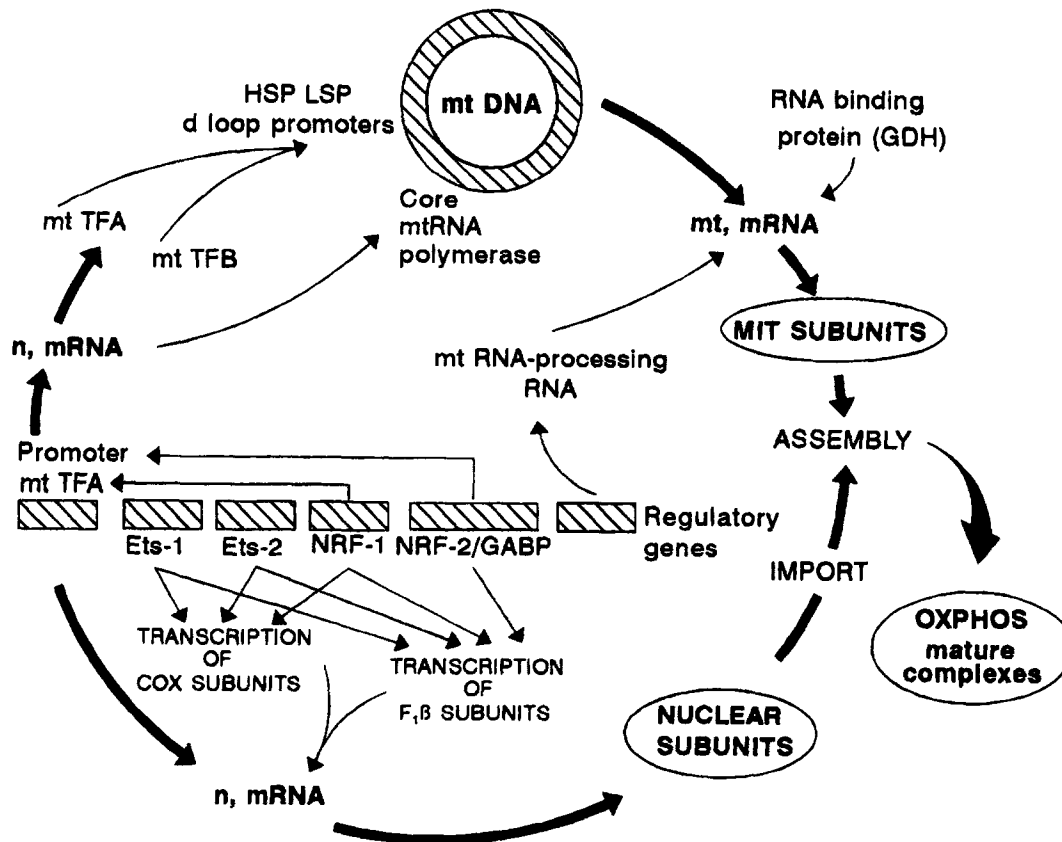 HSP LSP
d loop promoters
mt DNA
RNA binding
protein (GDH)
mt TFA
mt TFB
Core
mtRNA
polymerase
mt, mRNA
n, mRNA
MIT SUBUNITS
mt RNA-processing
RNA
ASSEMBLY
Promoter
mt TFA
Ets-1
Ets-2
NRF-1
NRF-2/GABP
Regulatory
genes
IMPORT
TRANSCRIPTION
OF
COX SUBUNITS
TRANSCRIPTION
OF
F₁β SUBUNITS
OXPHOS
mature
complexes
NUCLEAR
SUBUNITS
n, mRNA